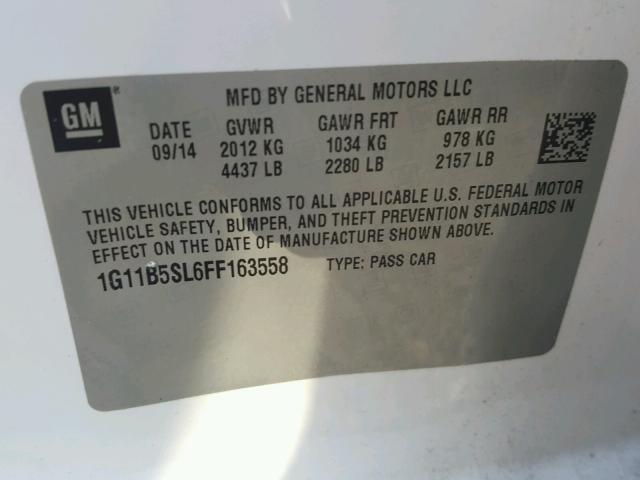 GM®
MFD BY GENERAL MOTORS LLC
DATE GVWR GAWR FRT GAWR RR
09/14 2012 KG 1034 KG 978 KG
4437 LB 2280 LB 2157 LB
THIS VEHICLE CONFORMS TO ALL APPLICABLE U.S. FEDERAL MOTOR
VEHICLE SAFETY, BUMPER, AND THEFT PREVENTION STANDARDS IN
EFFECT ON THE DATE OF MANUFACTURE SHOWN ABOVE.
1G11B5SL6FF163558 TYPE: PASS CAR